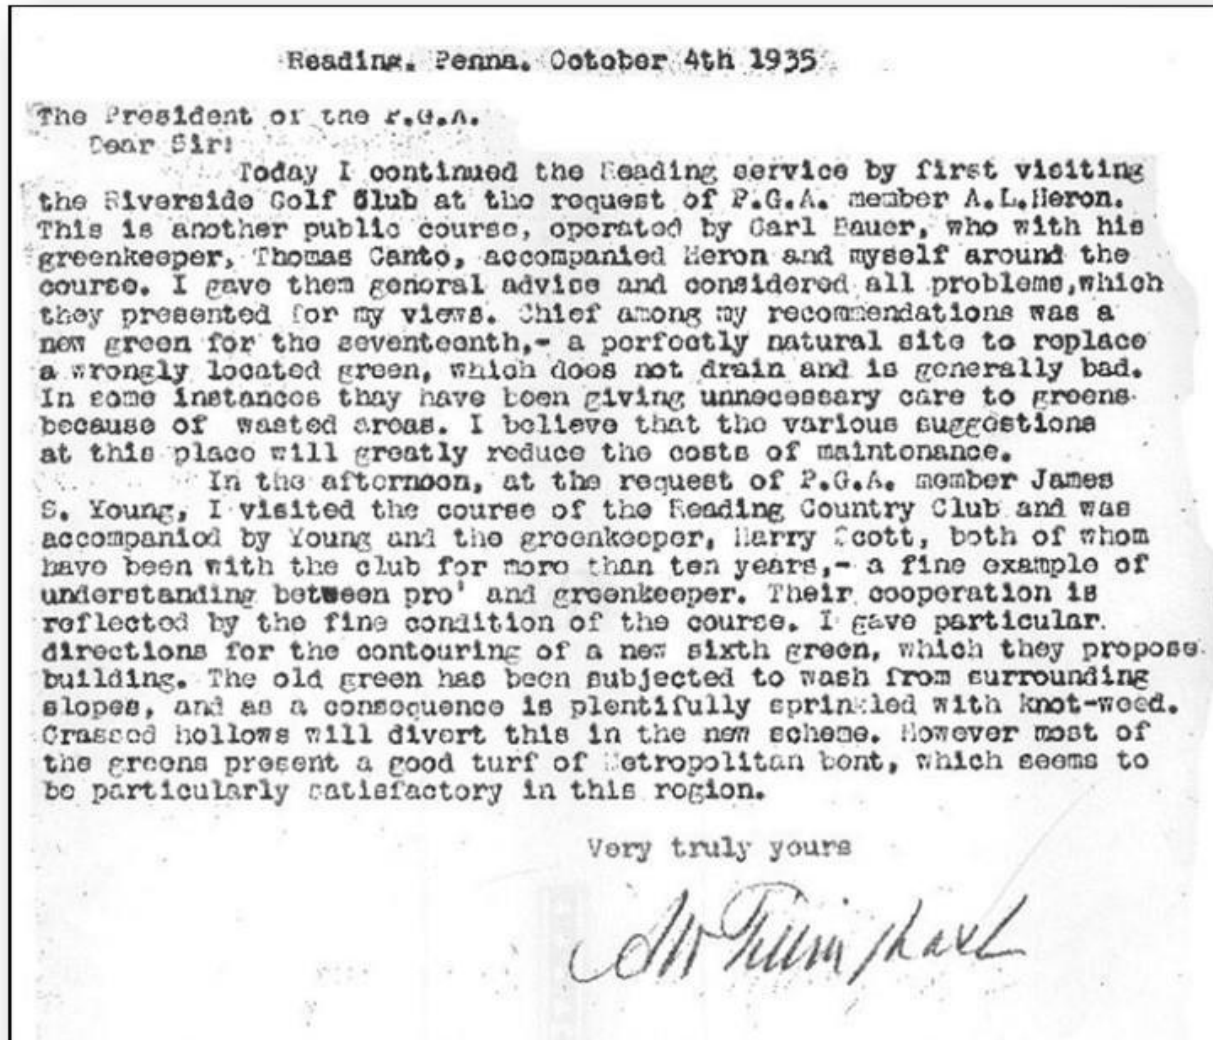 Reading. Penna. October 4th 1935
The President of the P.G.A.
Dear Sir:
Today I continued the Reading service by first visiting
the Riverside Golf Club at the request of P.G.A. member A.L.Heron.
This is another public course, operated by Carl Bauer, who with his
greenkeeper, Thomas Canto, accompanied Heron and myself around the
course. I gave them general advise and considered all problems,which
they presented for my views. Chief among my recommendations was a
new green for the seventeenth,- a perfectly natural site to replace
a wrongly located green, which does not drain and is generally bad.
In some instances thay have been giving unnecessary care to greens
because of wasted areas. I believe that the various suggestions
at this place will greatly reduce the costs of maintonance.
In the afternoon, at the request of P.G.A. member James
S. Young, I visited the course of the Reading Country Club and was
accompanied by Young and the greenkeeper, Harry Scott, both of whom
have been with the club for more than ten years,- a fine example of
understanding between pro' and greenkeeper. Their cooperation is
reflected by the fine condition of the course. I gave particular
directions for the contouring of a new sixth green, which they propose
building. The old green has been subjected to wash from surrounding
slopes, and as a consequence is plentifully sprinkled with knot-weed.
Grassed hollows will divert this in the new scheme. However most of
the greens present a good turf of Metropolitan bent, which seems to
be particularly satisfactory in this region.
Very truly yours
AW Tillinghast